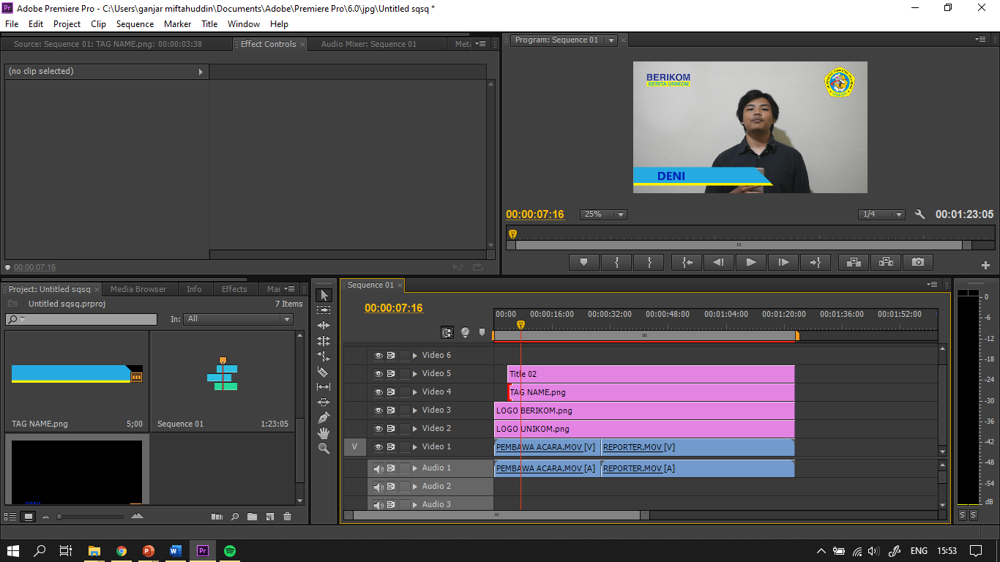 Adobe Premiere Pro - C:\Users\ganjar miftahuddin\Documents\Adobe\Premiere Pro\6.0\jpg\Untitled sqsq *
File Edit Project Clip Sequence Marker Title Window Help
Source: Sequence 01: TAG NAME.png: 00:00:03:38
Effect Controls
Audio Mixer: Sequence 01
Meta
(no clip selected)
00:00:07:16
Program: Sequence 01
BERIKOM
BERITA UNIKOM
DENI
00:00:07:16
25%
1/4
00:01:23:05
Project: Untitled sqsq
Media Browser
Info
Effects
Mar
Untitled sqsq.prproj
7 Items
In: All
TAG NAME.png
5;00
Sequence 01
1:23:05
DENI
Sequence 01
00:00:07:16
00:00 00:00:16:00 00:00:32:00 00:00:48:00 00:01:04:00 00:01:20:00 00:01:36:00 00:01:52:00
Video 6
Video 5
Title 02
Video 4
TAG NAME.png
Video 3
LOGO BERIKOM.png
Video 2
LOGO UNIKOM.png
V
Video 1
PEMBAWA ACARA.MOV [V]
REPORTER.MOV [V]
Audio 1
PEMBAWA ACARA.MOV [A]
REPORTER.MOV [A]
Audio 2
Audio 3
0
-6
-12
-18
-24
-30
-36
-42
-48
-54
dB
S S
ENG
15:53